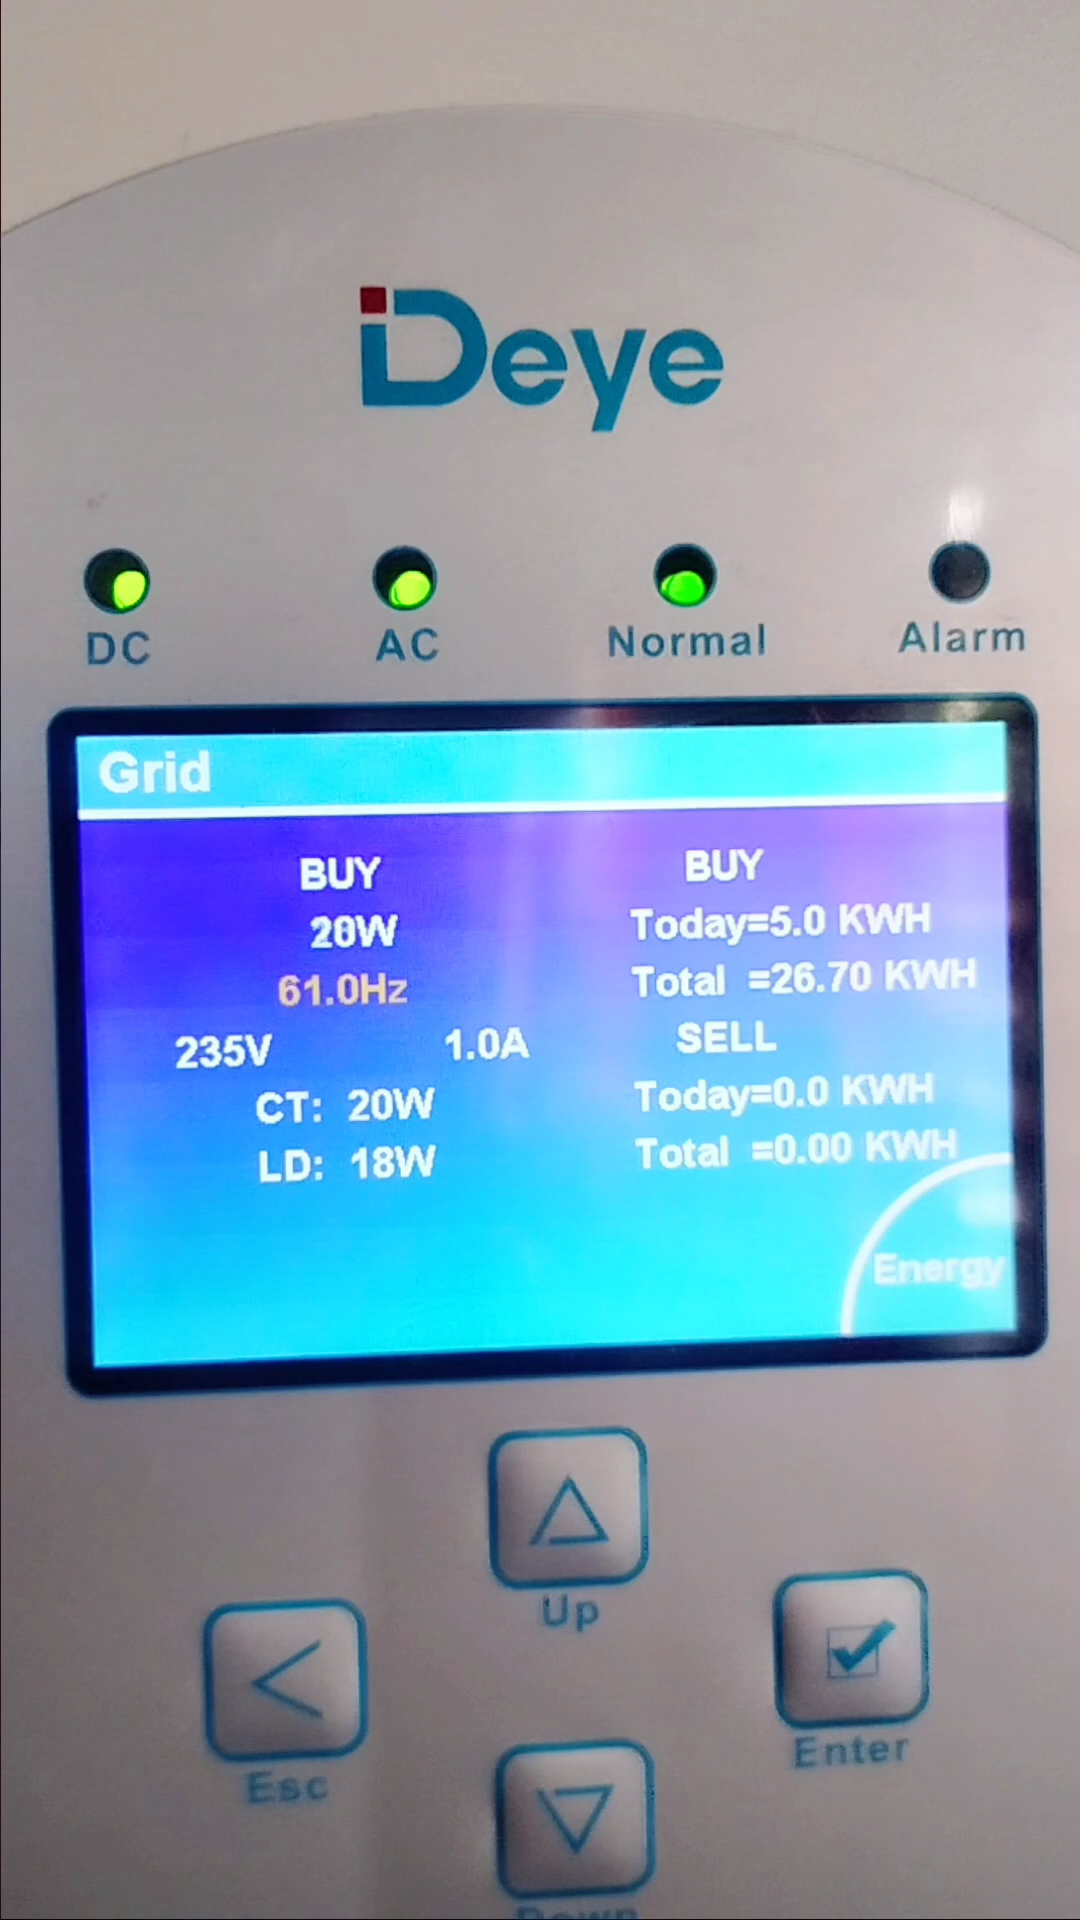 Deye
DC AC Normal Alarm
Grid
BUY
20W
61.0Hz
235V 1.0A
CT: 20W
LD: 18W
BUY
Today=5.0 KWH
Total =26.70 KWH
SELL
Today=0.0 KWH
Total =0.00 KWH
Energy
Up
Esc
Enter
Down